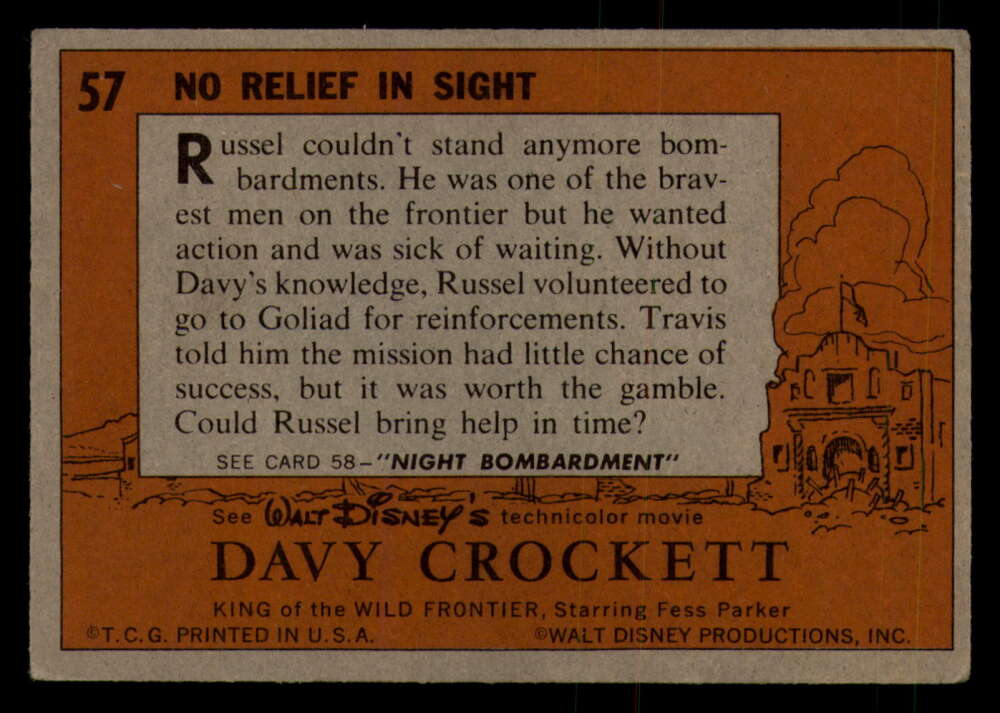 57 NO RELIEF IN SIGHT
Russel couldn't stand anymore bom-
bardments. He was one of the brav-
est men on the frontier but he wanted
action and was sick of waiting. Without
Davy's knowledge, Russel volunteered to
go to Goliad for reinforcements. Travis
told him the mission had little chance of
success, but it was worth the gamble.
Could Russel bring help in time?
SEE CARD 58-"NIGHT BOMBARDMENT"
See WALT DISNEY'S technicolor movie
DAVY CROCKETT
KING of the WILD FRONTIER, Starring Fess Parker
©T.C.G. PRINTED IN U.S.A. ©WALT DISNEY PRODUCTIONS, INC.